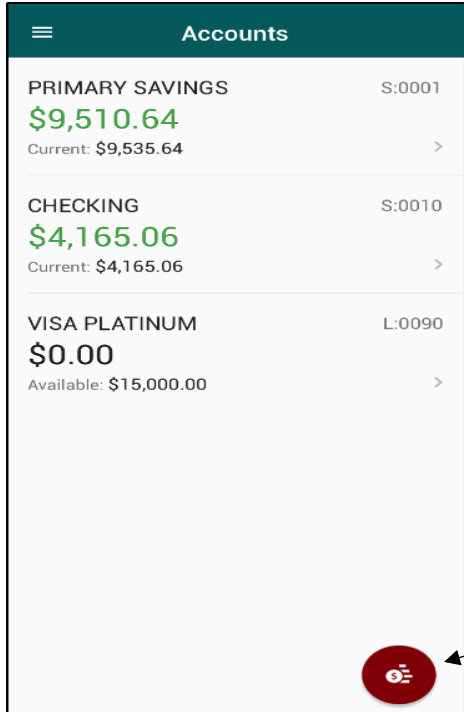 Accounts
PRIMARY SAVINGS S:0001
$9,510.64
Current: $9,535.64
CHECKING S:0010
$4,165.06
Current: $4,165.06
VISA PLATINUM L:0090
$0.00
Available: $15,000.00
$